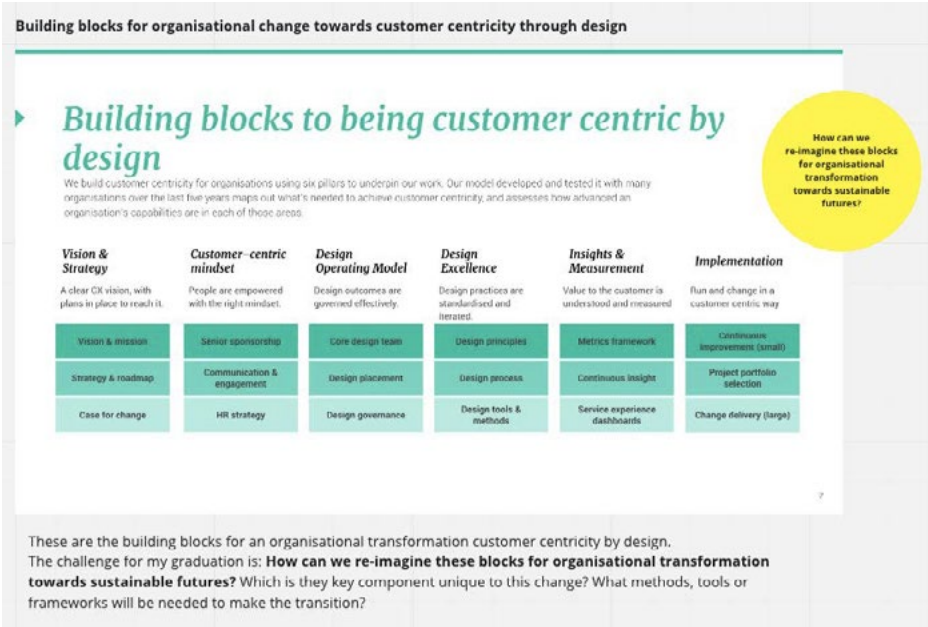 Building blocks for organisational change towards customer centricity through design
Building blocks to being customer centric by
design
We build customer centricity for organisations using six pillars to underpin our work. Our model developed and tested it with many
organisations over the last five years maps out what's needed to achieve customer centricity, and assesses how advanced an
organisation's capabilities are in each of those areas.
How can we
re-imagine these blocks
for organisational
transformation
towards sustainable
futures?
Vision &
Strategy
A clear CX vision, with
plans in place to reach it.
Vision & mission
Strategy & roadmap
Case for change
Customer-centric
mindset
People are empowered
with the right mindset.
Senior sponsorship
Communication &
engagement
HR strategy
Design
Operating Model
Design outcomes are
governed effectively.
Core design team
Design placement
Design governance
Design
Excellence
Design practices are
standardised and
iterated.
Design principles
Design process
Design tools &
methods
Insights &
Measurement
Value to the customer is
understood and measured
Metrics framework
Continuous insight
Service experience
dashboards
Implementation
Run and change in a
customer centric way
Continuous
improvement (small)
Project portfolio
selection
Change delivery (large)
7
These are the building blocks for an organisational transformation customer centricity by design.
The challenge for my graduation is: How can we re-imagine these blocks for organisational transformation
towards sustainable futures? Which is they key component unique to this change? What methods, tools or
frameworks will be needed to make the transition?